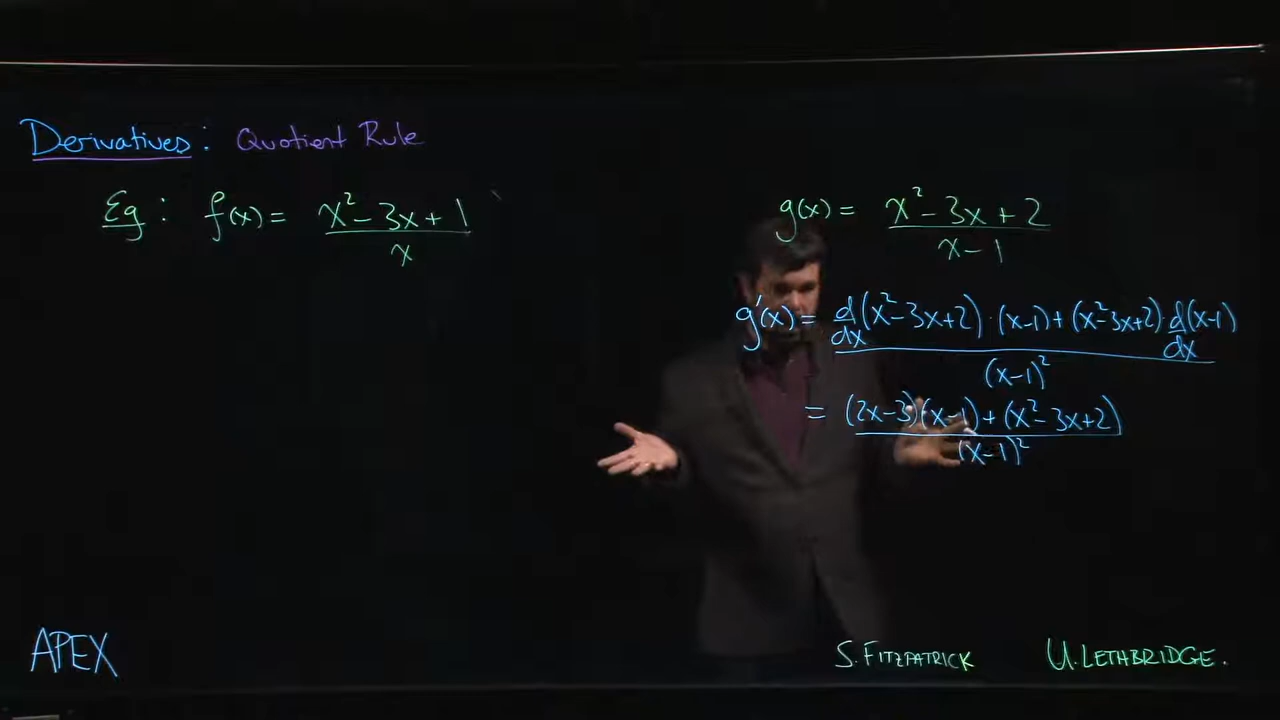 Derivatives: Quotient Rule
Eg: f(x) = (x² - 3x + 1)/x
g(x) = (x² - 3x + 2)/(x - 1)
g'(x) = (d/dx (x² - 3x + 2) · (x - 1) + (x² - 3x + 2) · d/dx (x - 1))/(x - 1)²
= ((2x - 3)(x - 1) + (x² - 3x + 2))/(x - 1)²
APEX
S. FITZPATRICK
U. LETHBRIDGE.